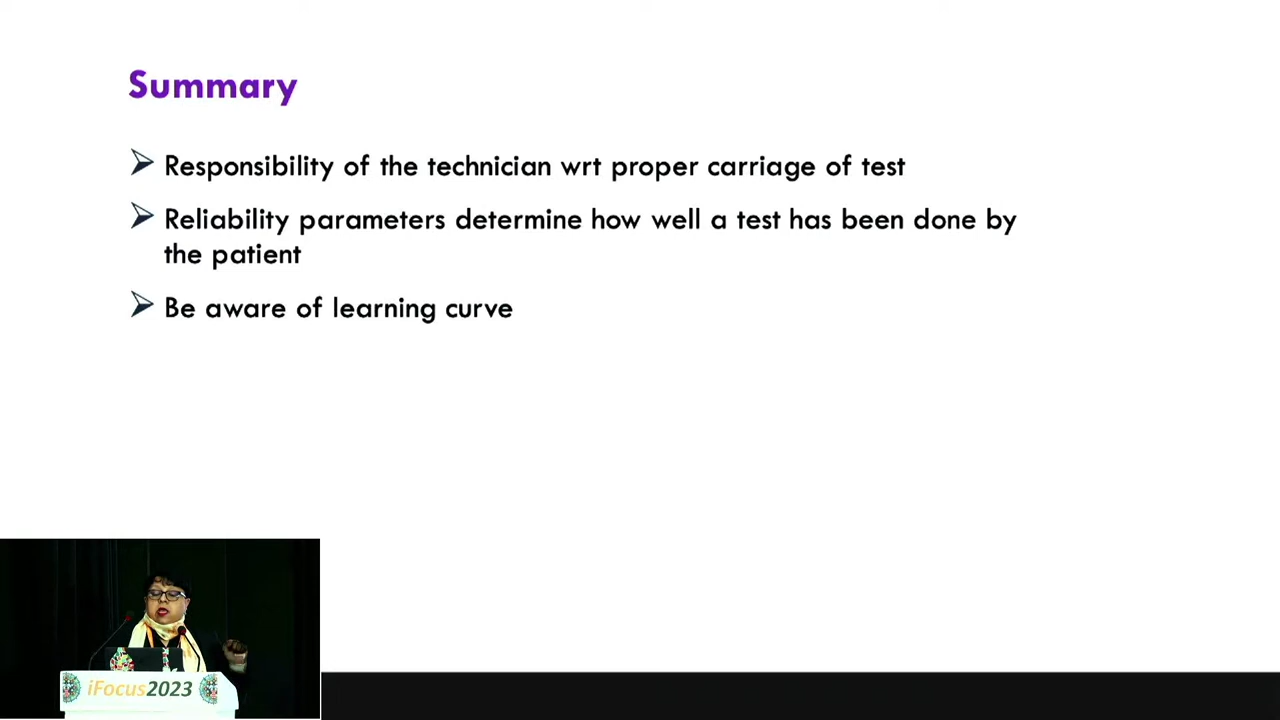 Summary
Responsibility of the technician wrt proper carriage of test
Reliability parameters determine how well a test has been done by
the patient
Be aware of learning curve
iFocus2023